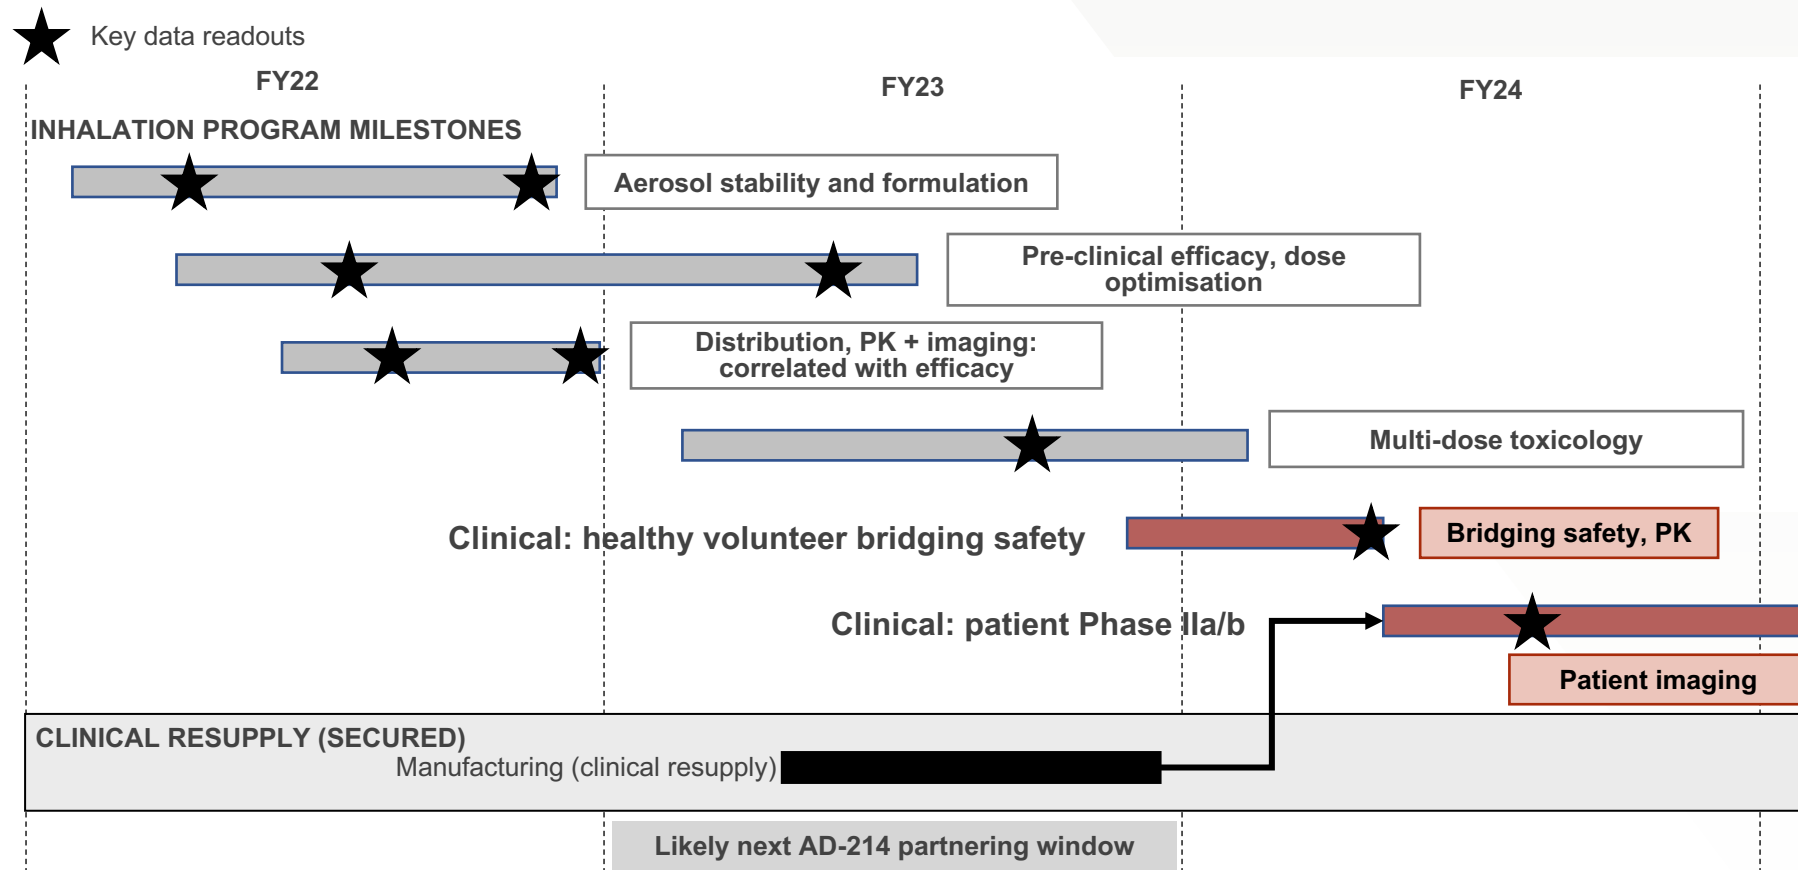 Key data readouts
FY22
FY23
FY24
INHALATION PROGRAM MILESTONES
Aerosol stability and formulation
Pre-clinical efficacy, dose
optimisation
Distribution, PK + imaging:
correlated with efficacy
Multi-dose toxicology
Clinical: healthy volunteer bridging safety
Bridging safety, PK
Clinical: patient Phase IIa/b
Patient imaging
CLINICAL RESUPPLY (SECURED)
Manufacturing (clinical resupply)
Likely next AD-214 partnering window